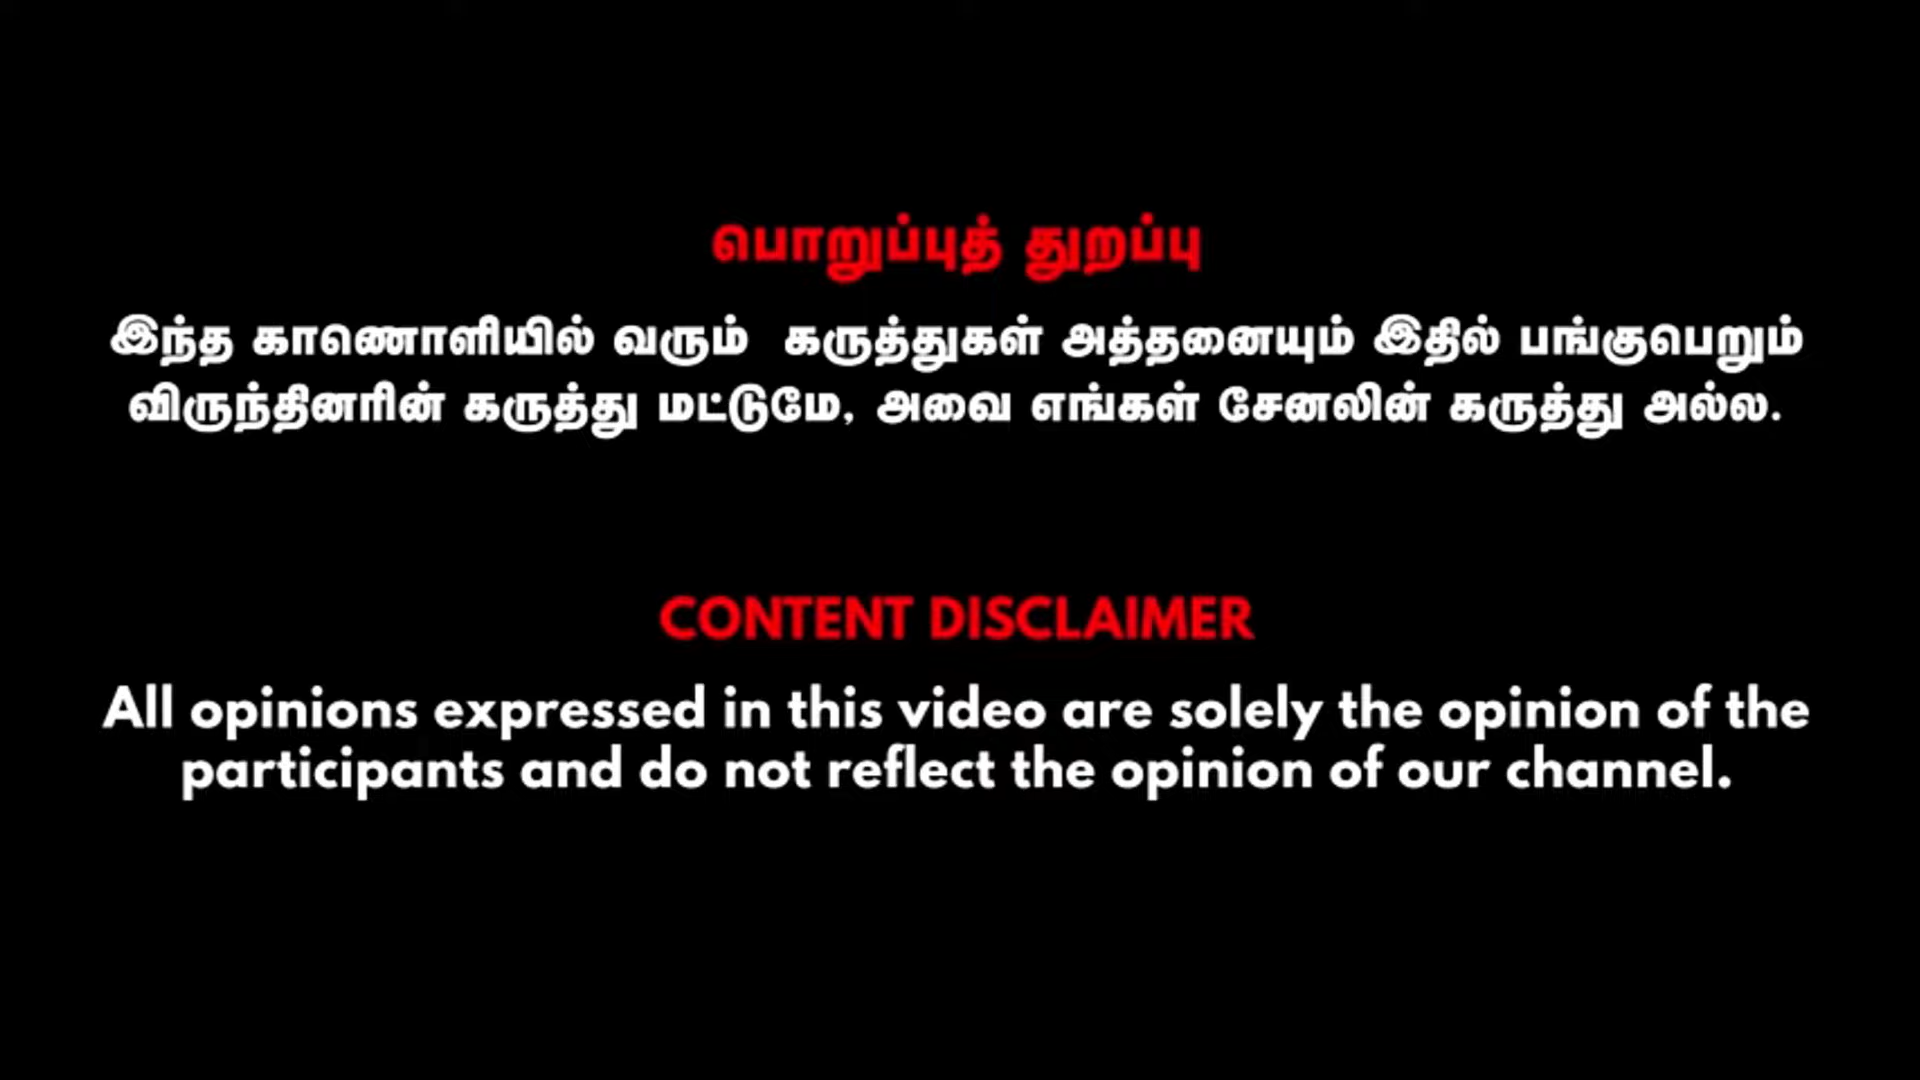 பொறுப்புத் துறப்பு
இந்த காணொளியில் வரும் கருத்துகள் அத்தனையும் இதில் பங்குபெறும்
விருந்தினரின் கருத்து மட்டுமே, அவை எங்கள் சேனலின் கருத்து அல்ல.
CONTENT DISCLAIMER
All opinions expressed in this video are solely the opinion of the
participants and do not reflect the opinion of our channel.